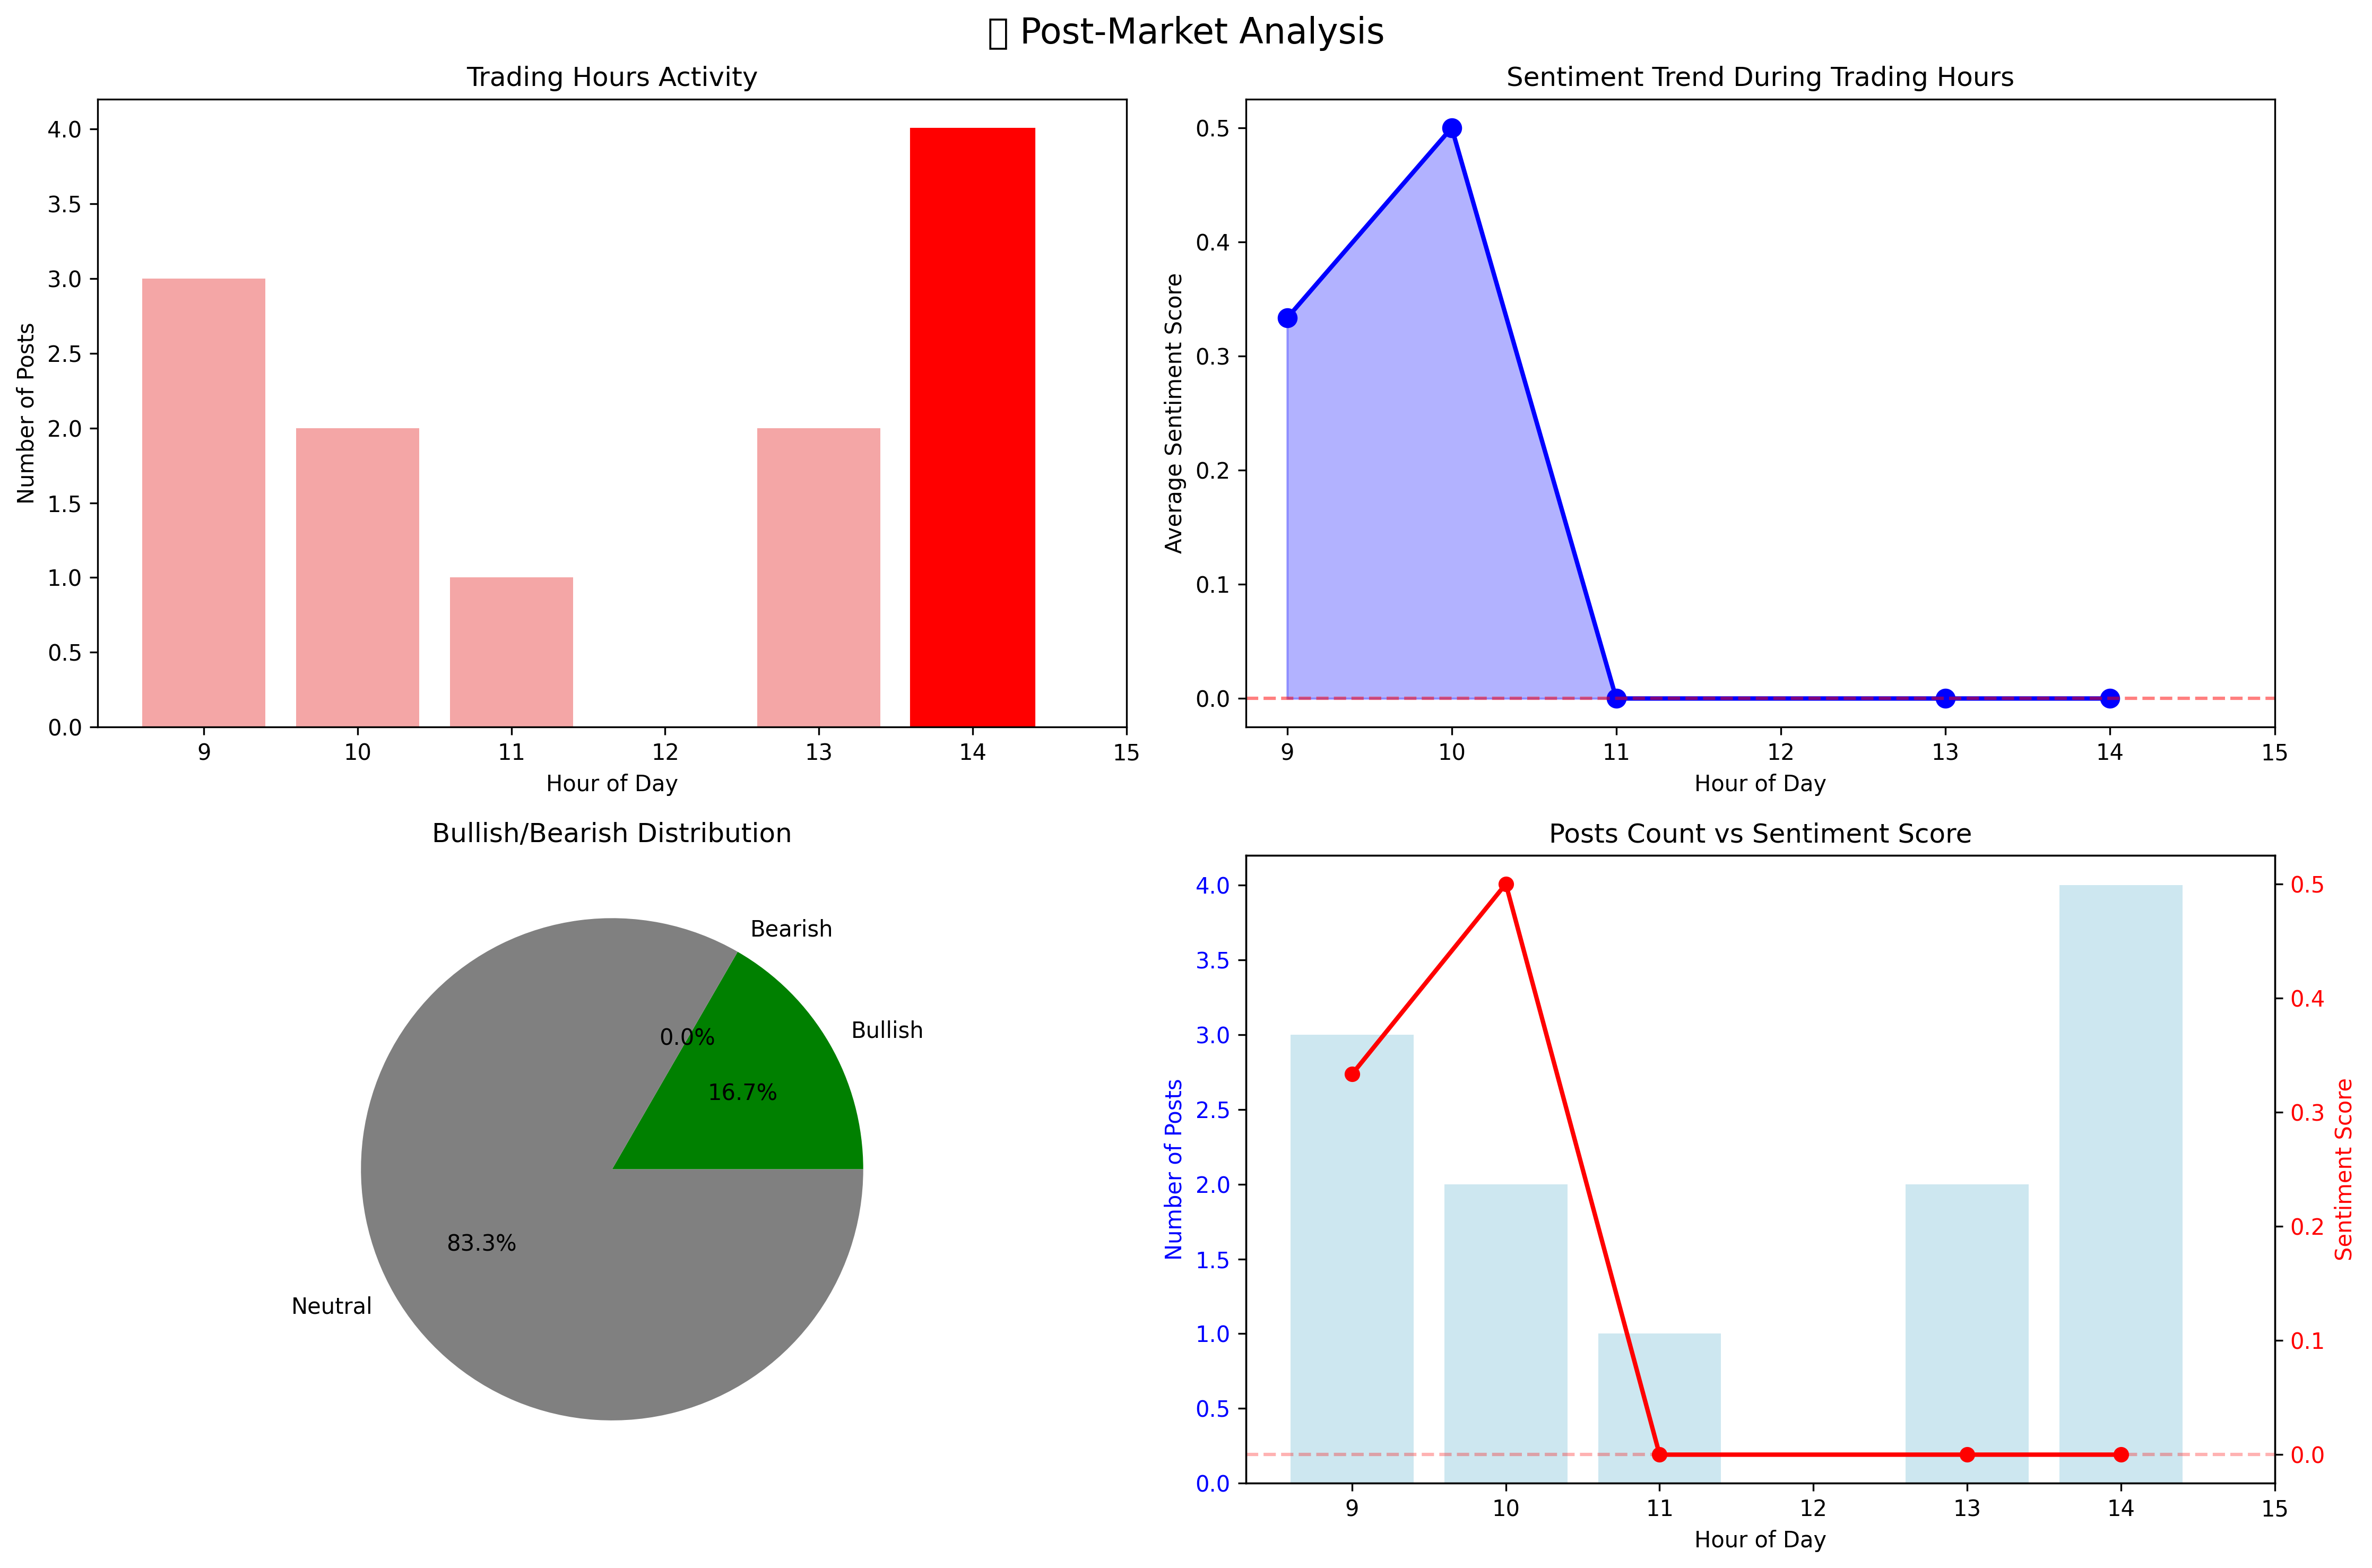 ▯ Post-Market Analysis
Trading Hours Activity
Number of Posts
4.0
3.5
3.0
2.5
2.0
1.5
1.0
0.5
0.0
9 10 11 12 13 14 15
Hour of Day
Sentiment Trend During Trading Hours
Average Sentiment Score
0.5
0.4
0.3
0.2
0.1
0.0
9 10 11 12 13 14 15
Hour of Day
Bullish/Bearish Distribution
Bearish
Bullish
0.0%
16.7%
83.3%
Neutral
Posts Count vs Sentiment Score
Number of Posts
4.0
3.5
3.0
2.5
2.0
1.5
1.0
0.5
0.0
0.5
0.4
0.3
0.2
0.1
0.0
Sentiment Score
9 10 11 12 13 14 15
Hour of Day